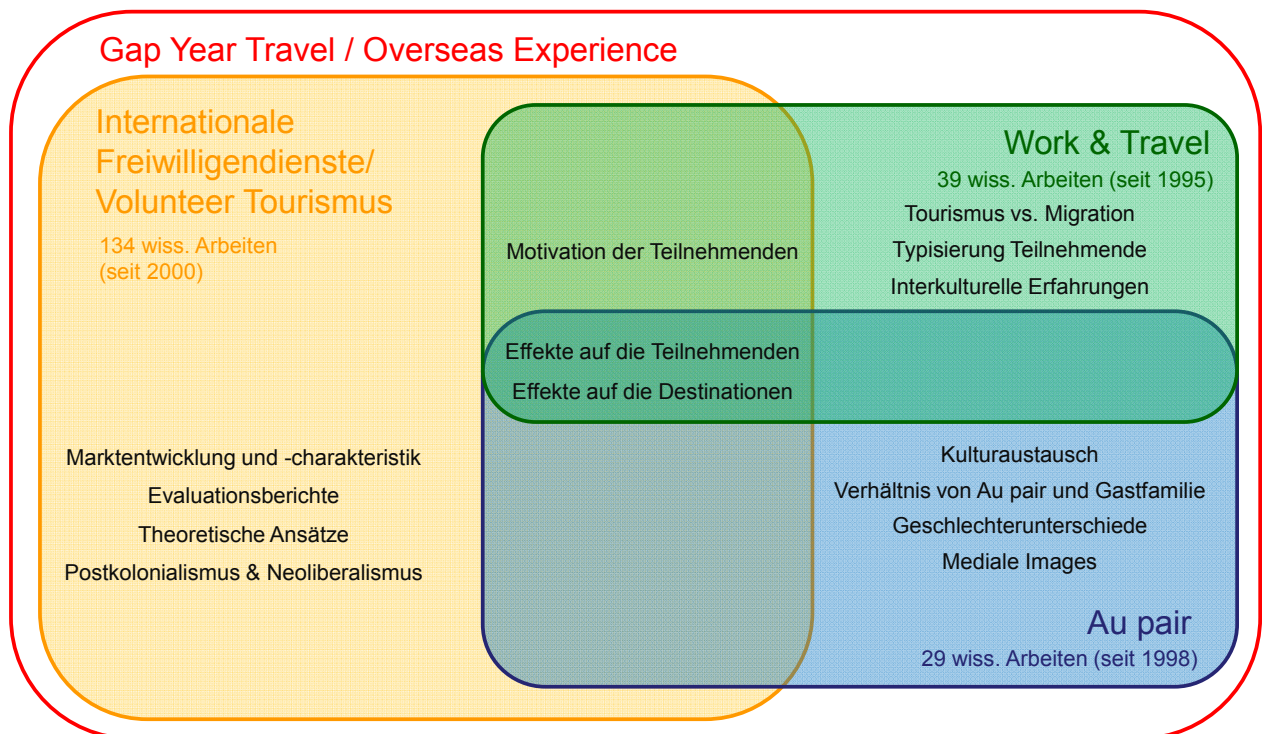 Gap Year Travel / Overseas Experience
Internationale
Freiwilligendienste/
Volunteer Tourismus
134 wiss. Arbeiten
(seit 2000)
Work & Travel
39 wiss. Arbeiten (seit 1995)
Tourismus vs. Migration
Typisierung Teilnehmende
Interkulturelle Erfahrungen
Motivation der Teilnehmenden
Effekte auf die Teilnehmenden
Effekte auf die Destinationen
Marktentwicklung und -charakteristik
Evaluationsberichte
Theoretische Ansätze
Postkolonialismus & Neoliberalismus
Kulturaustausch
Verhältnis von Au pair und Gastfamilie
Geschlechterunterschiede
Mediale Images
Au pair
29 wiss. Arbeiten (seit 1998)